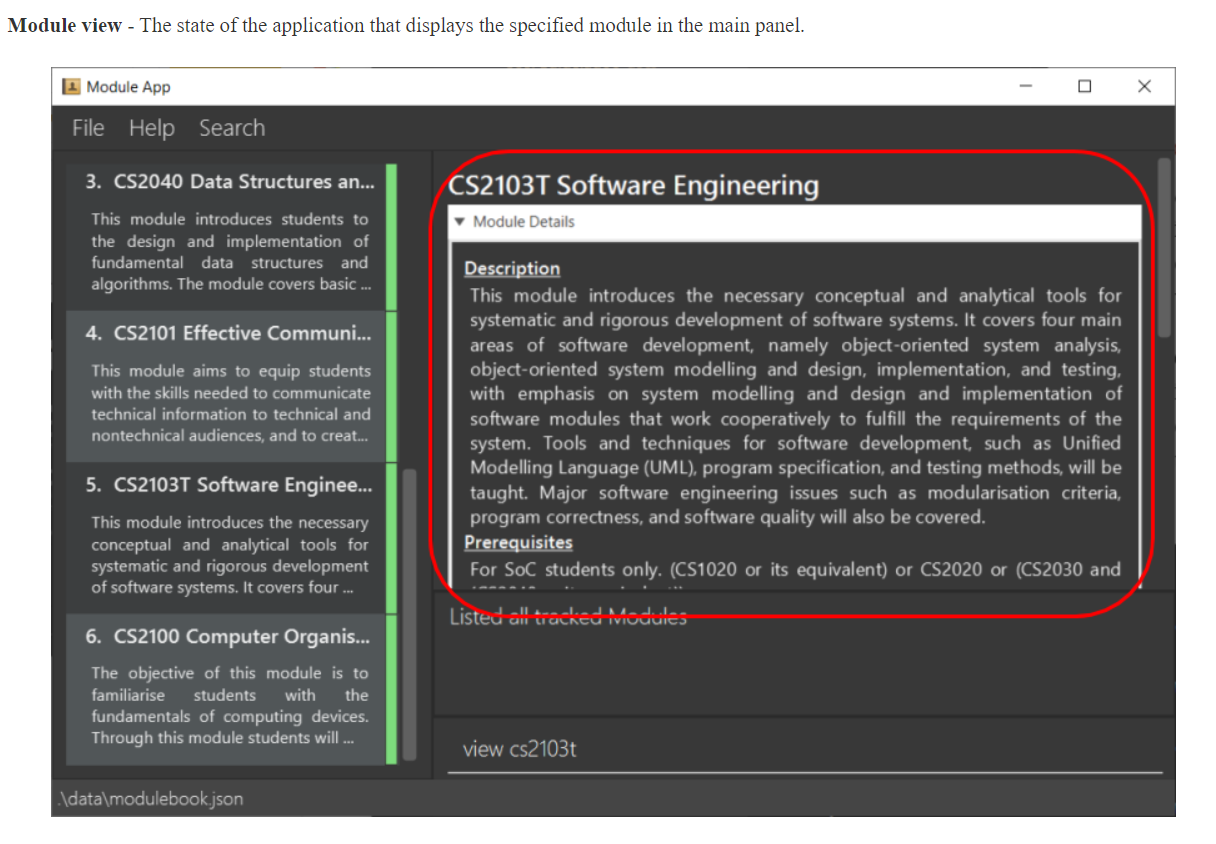 Module view - The state of the application that displays the specified module in the main panel.
Module App
File Help Search
3. CS2040 Data Structures an...
This module introduces students to
the design and implementation of
fundamental data structures and
algorithms. The module covers basic ...
4. CS2101 Effective Communi...
This module aims to equip students
with the skills needed to communicate
technical information to technical and
nontechnical audiences, and to creat...
5. CS2103T Software Enginee...
This module introduces the necessary
conceptual and analytical tools for
systematic and rigorous development
of software systems. It covers four ...
6. CS2100 Computer Organis...
The objective of this module is to
familiarise students with the
fundamentals of computing devices.
Through this module students will ...
CS2103T Software Engineering
Module Details
Description
This module introduces the necessary conceptual and analytical tools for
systematic and rigorous development of software systems. It covers four main
areas of software development, namely object-oriented system analysis,
object-oriented system modelling and design, implementation, and testing,
with emphasis on system modelling and design and implementation of
software modules that work cooperatively to fulfill the requirements of the
system. Tools and techniques for software development, such as Unified
Modelling Language (UML), program specification, and testing methods, will be
taught. Major software engineering issues such as modularisation criteria,
program correctness, and software quality will also be covered.
Prerequisites
For SoC students only. (CS1020 or its equivalent) or CS2020 or (CS2030 and
Listed all tracked Modules
view cs2103t
.\data\modulebook.json